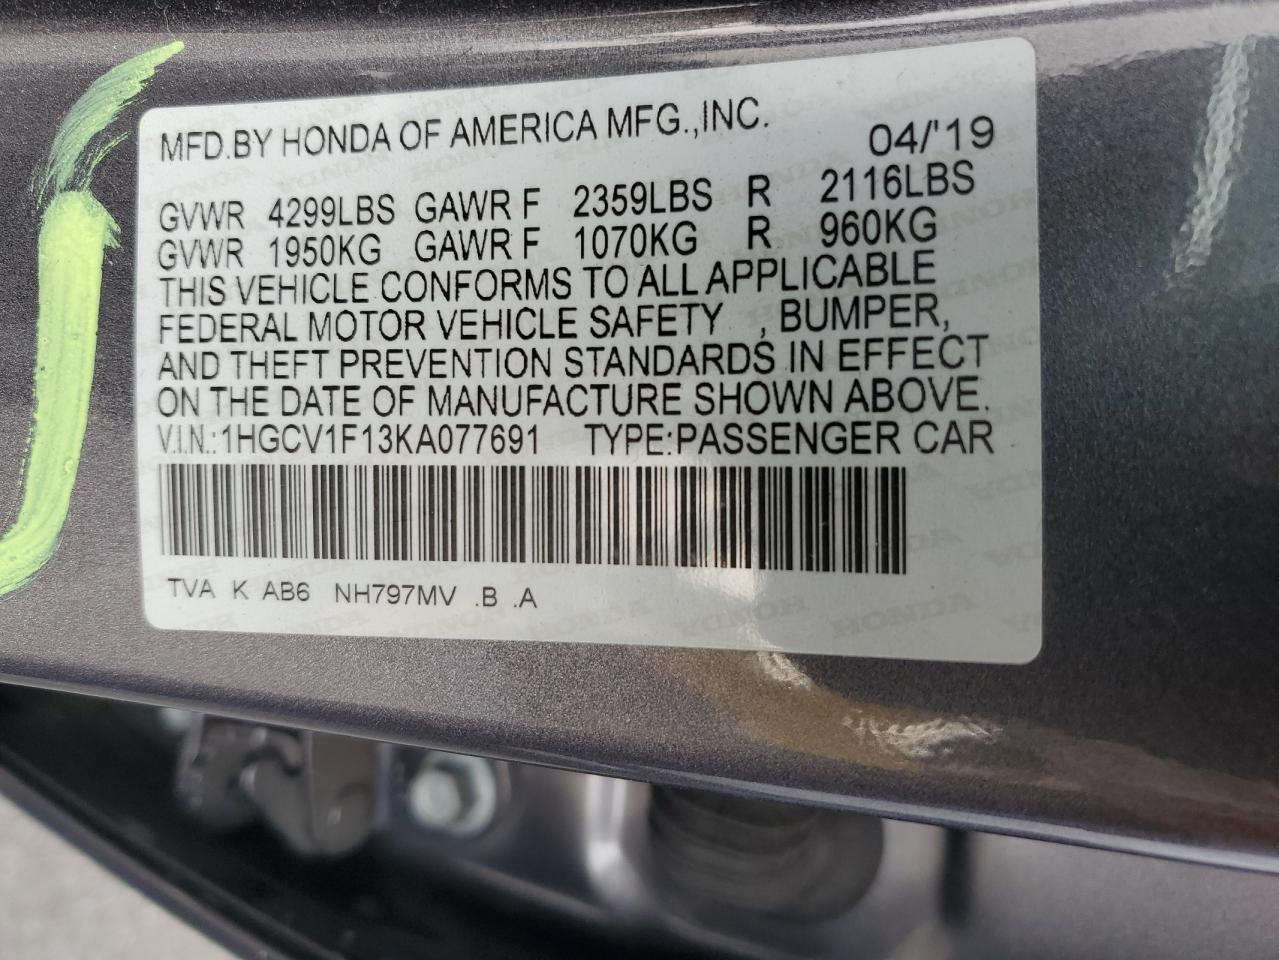 MFD.BY HONDA OF AMERICA MFG.,INC. 04/'19
GVWR 4299LBS GAWR F 2359LBS R 2116LBS
GVWR 1950KG GAWR F 1070KG R 960KG
THIS VEHICLE CONFORMS TO ALL APPLICABLE
FEDERAL MOTOR VEHICLE SAFETY , BUMPER,
AND THEFT PREVENTION STANDARDS IN EFFECT
ON THE DATE OF MANUFACTURE SHOWN ABOVE.
V.I.N.:1HGCV1F13KA077691 TYPE:PASSENGER CAR
TVA K AB6 NH797MV .B .A